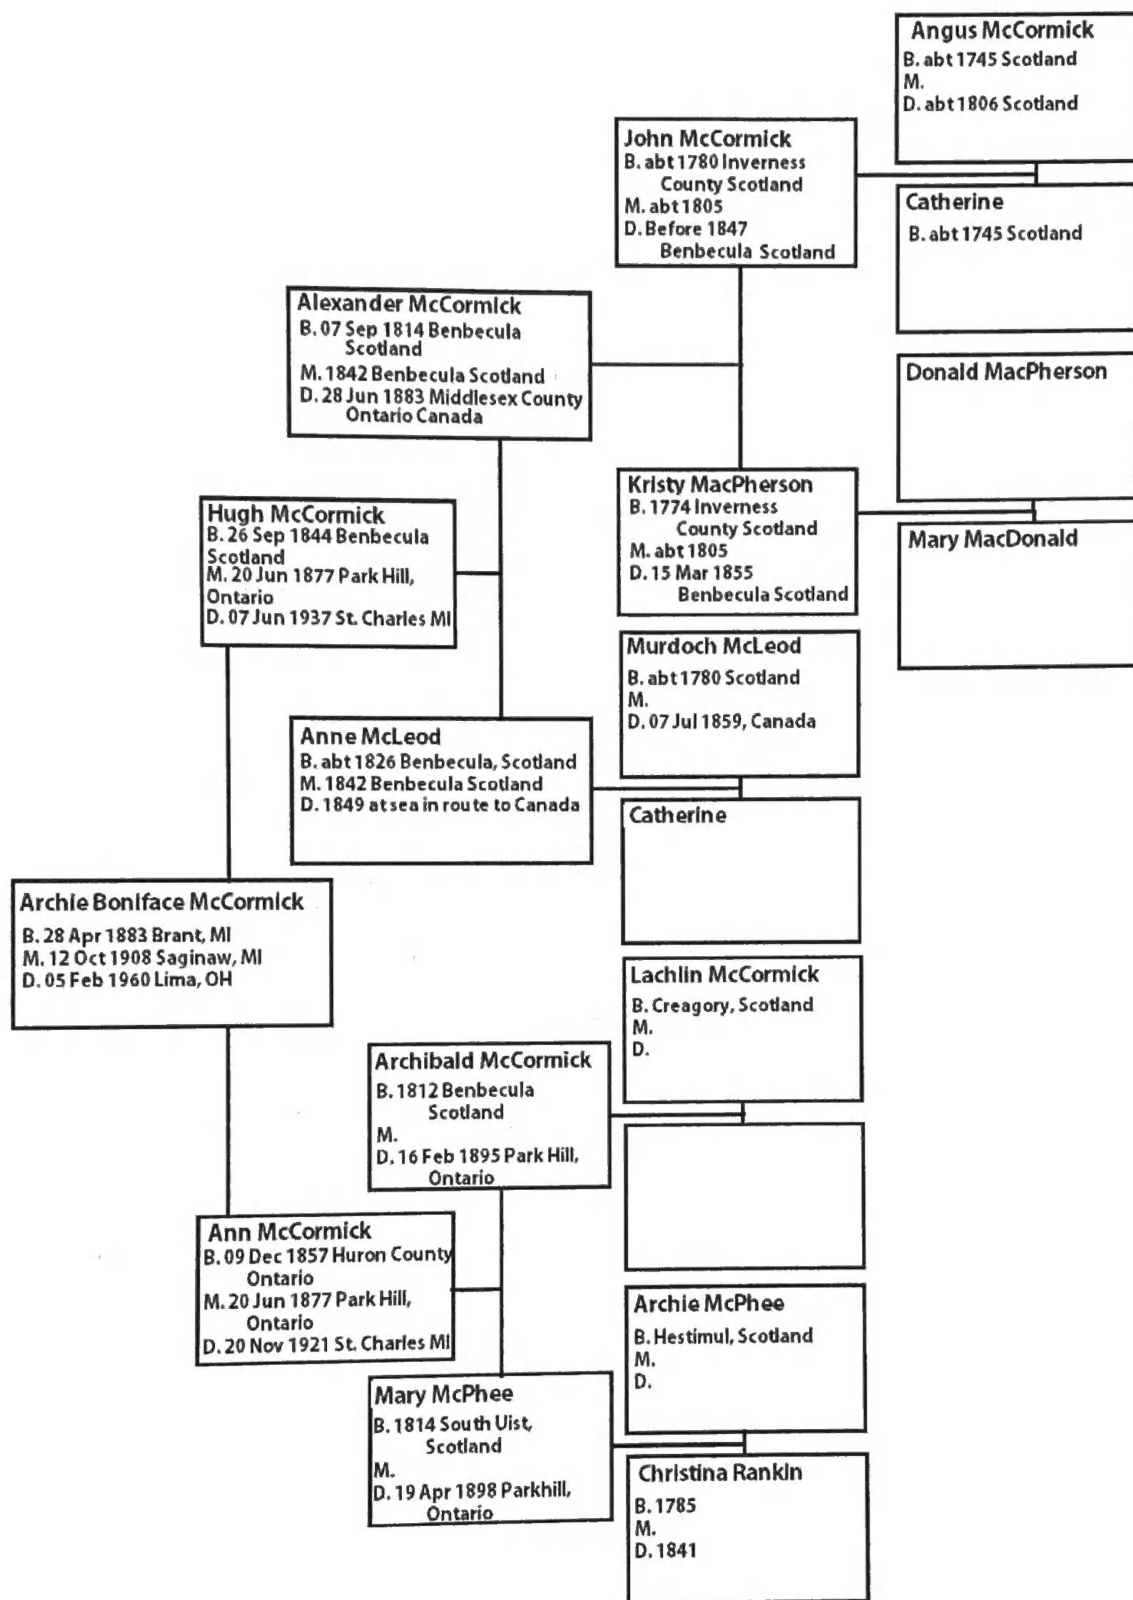 Angus McCormick
B. abt 1745 Scotland
M.
D. abt 1806 Scotland
John McCormick
B. abt 1780 Inverness
County Scotland
M. abt 1805
D. Before 1847
Benbecula Scotland
Catherine
B. abt 1745 Scotland
Alexander McCormick
B. 07 Sep 1814 Benbecula
Scotland
M. 1842 Benbecula Scotland
D. 28 Jun 1883 Middlesex County
Ontario Canada
Donald MacPherson
Kristy MacPherson
B. 1774 Inverness
County Scotland
M. abt 1805
D. 15 Mar 1855
Benbecula Scotland
Hugh McCormick
B. 26 Sep 1844 Benbecula
Scotland
M. 20 Jun 1877 Park Hill,
Ontario
D. 07 Jun 1937 St. Charles MI
Mary MacDonald
Murdoch McLeod
B. abt 1780 Scotland
M.
D. 07 Jul 1859, Canada
Anne McLeod
B. abt 1826 Benbecula, Scotland
M. 1842 Benbecula Scotland
D. 1849 at sea in route to Canada
Catherine
Archie Boniface McCormick
B. 28 Apr 1883 Brant, MI
M. 12 Oct 1908 Saginaw, MI
D. 05 Feb 1960 Lima, OH
Lachlin McCormick
B. Creagory, Scotland
M.
D.
Archibald McCormick
B. 1812 Benbecula
Scotland
M.
D. 16 Feb 1895 Park Hill,
Ontario
Ann McCormick
B. 09 Dec 1857 Huron County
Ontario
M. 20 Jun 1877 Park Hill,
Ontario
D. 20 Nov 1921 St. Charles MI
Archie McPhee
B. Hestimul, Scotland
M.
D.
Mary McPhee
B. 1814 South Uist,
Scotland
M.
D. 19 Apr 1898 Parkhill,
Ontario
Christina Rankin
B. 1785
M.
D. 1841